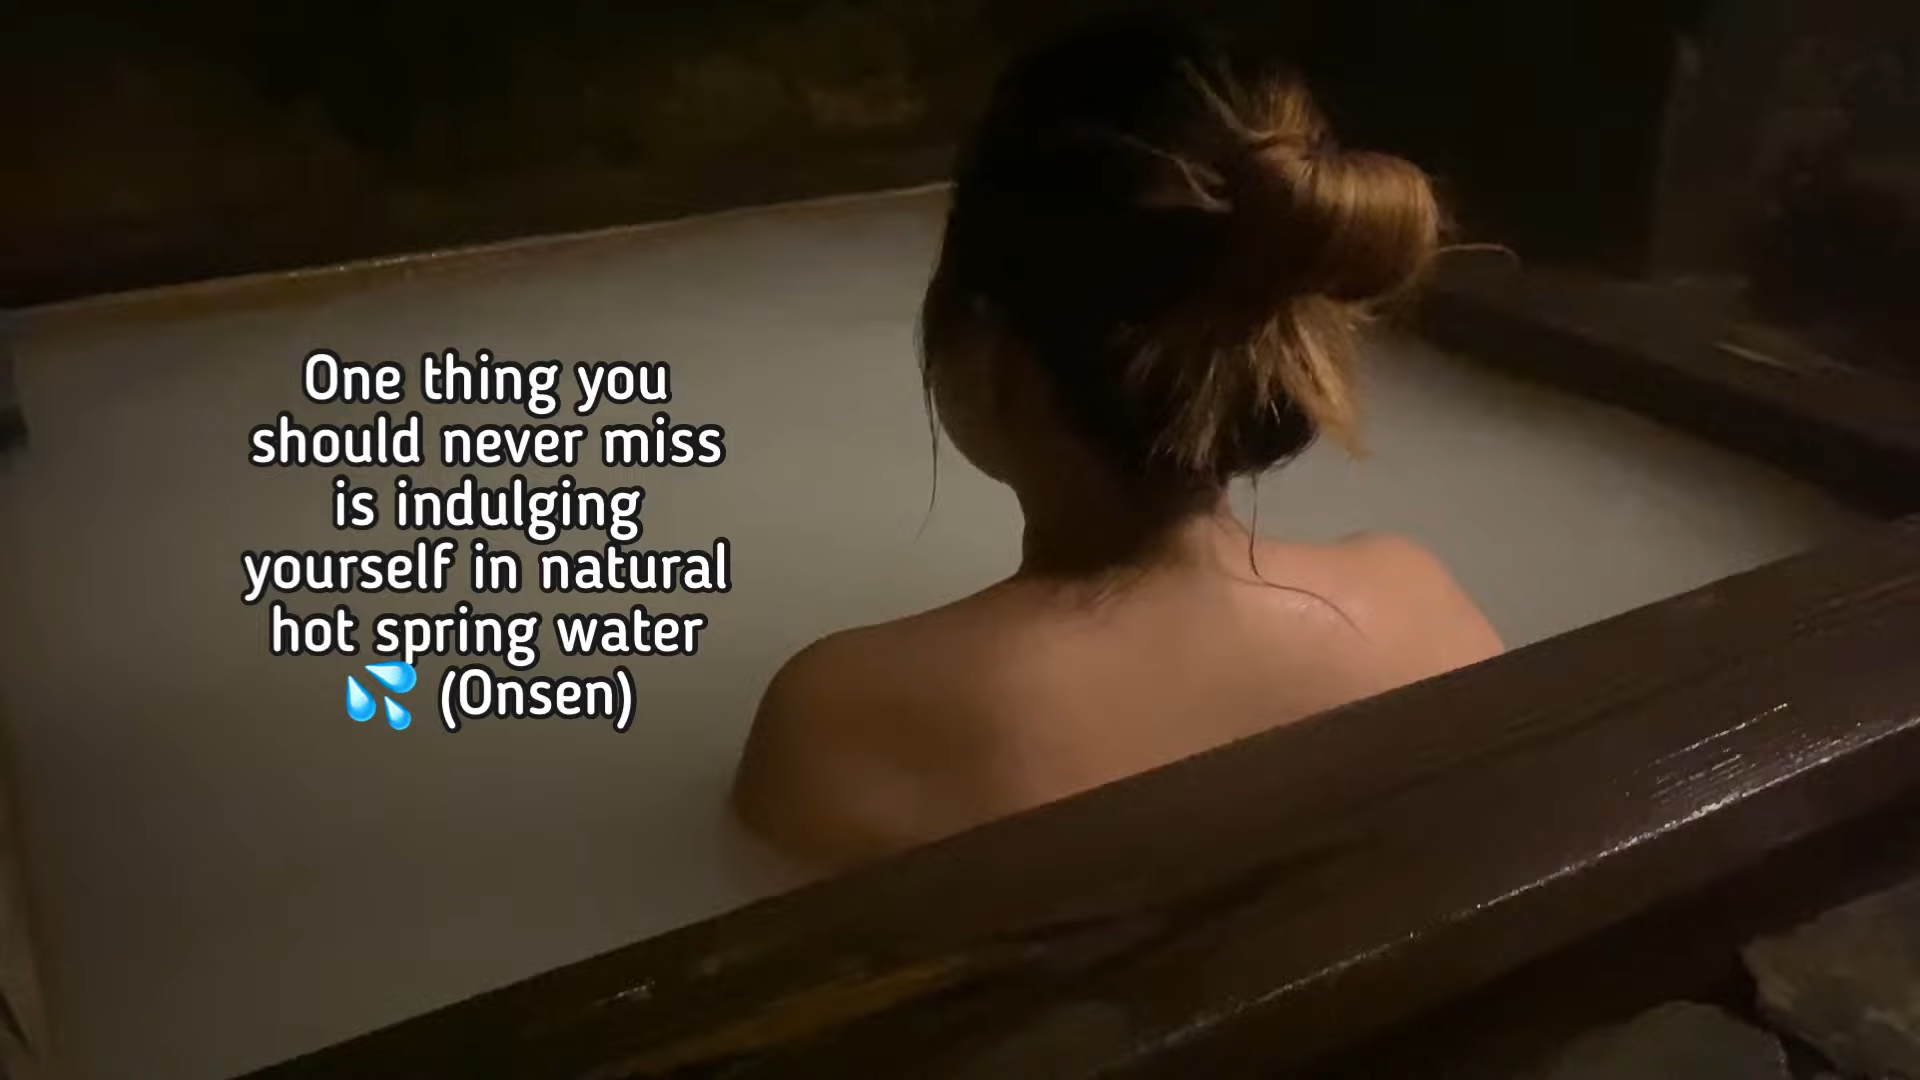 One thing you
should never miss
is indulging
yourself in natural
hot spring water
💦 (Onsen)